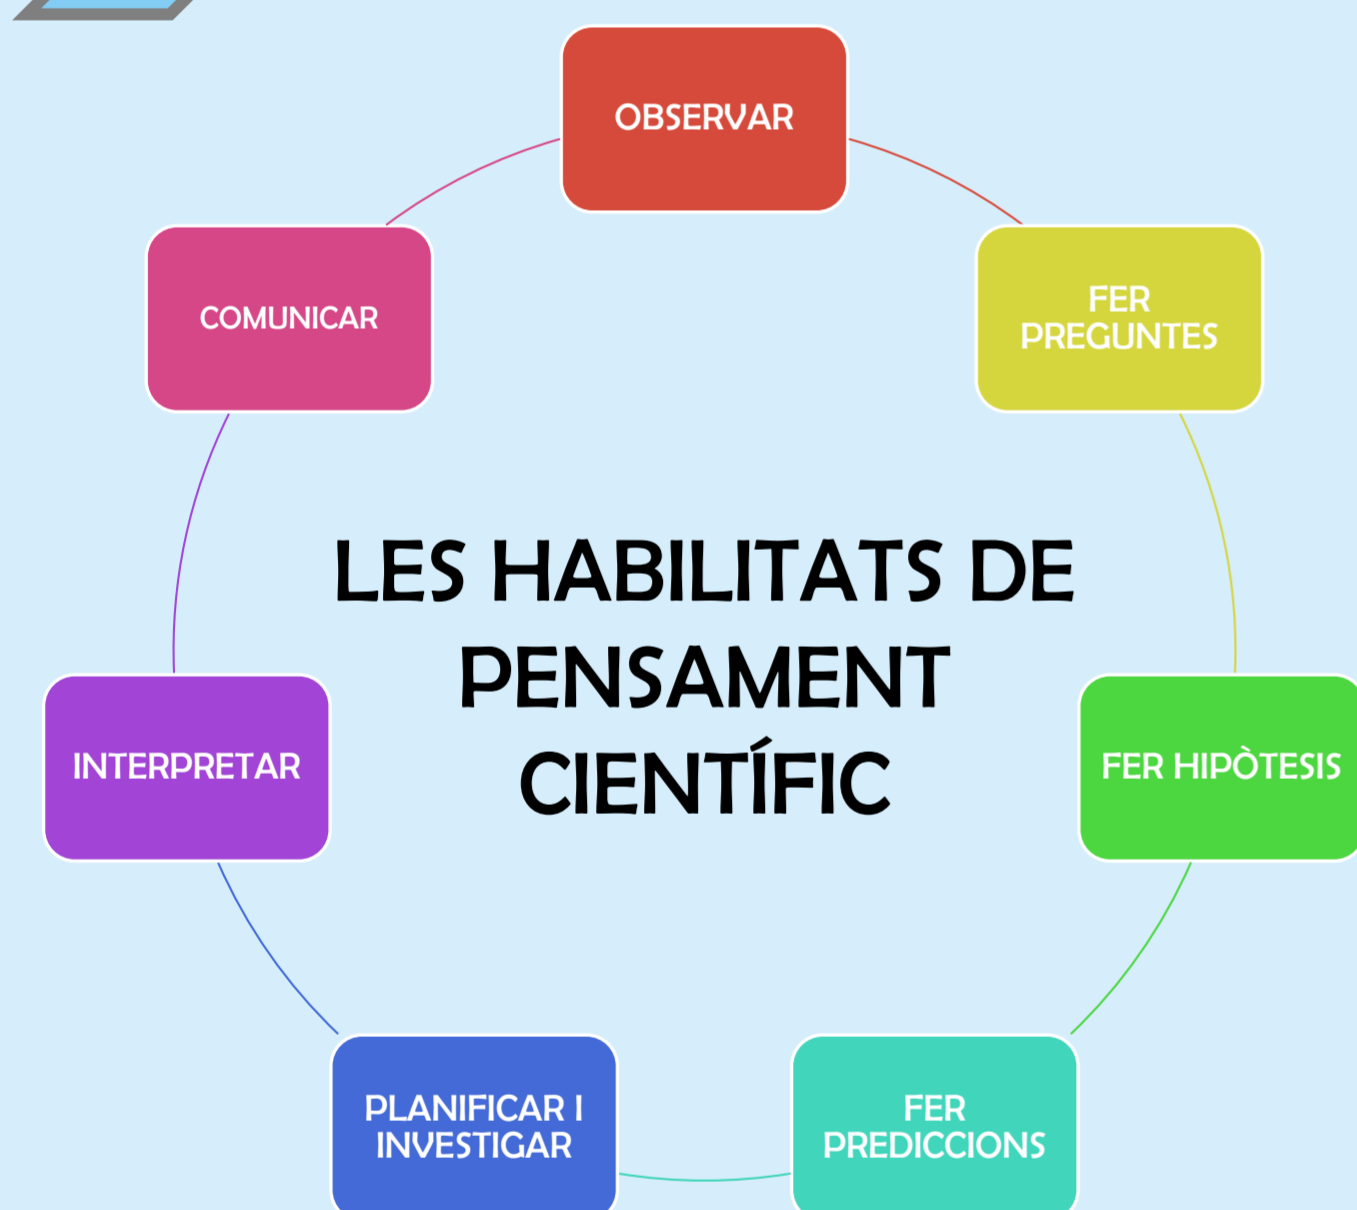 OBSERVAR
FER
PREGUNTES
FER HIPÒTESIS
FER
PREDICCIONS
PLANIFICAR I
INVESTIGAR
INTERPRETAR
COMUNICAR
LES HABILITATS DE
PENSAMENT
CIENTÍFIC